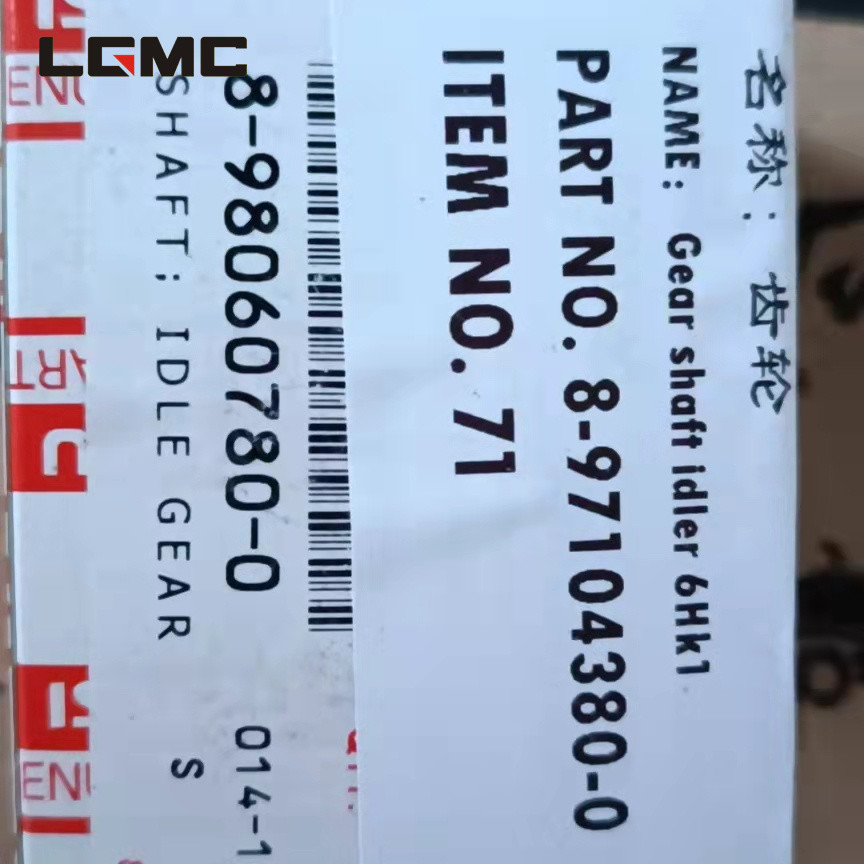 LGMC
名称：齿轮
NAME: Gear shaft idler 6Hk1
PART NO. 8-97104380-0
ITEM NO. 71
8-98060780-0
014-1
SHAFT; IDLE GEAR
S